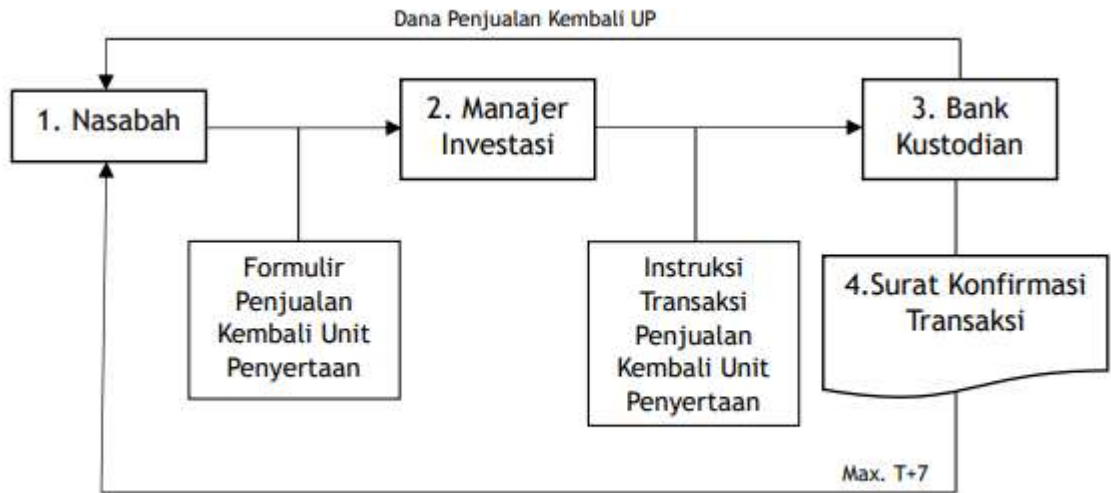 Dana Penjualan Kembali UP
1. Nasabah
2. Manajer
Investasi
3. Bank
Kustodian
Formulir
Penjualan
Kembali Unit
Penyertaan
Instruksi
Transaksi
Penjualan
Kembali Unit
Penyertaan
4.Surat Konfirmasi
Transaksi
Max. T+7